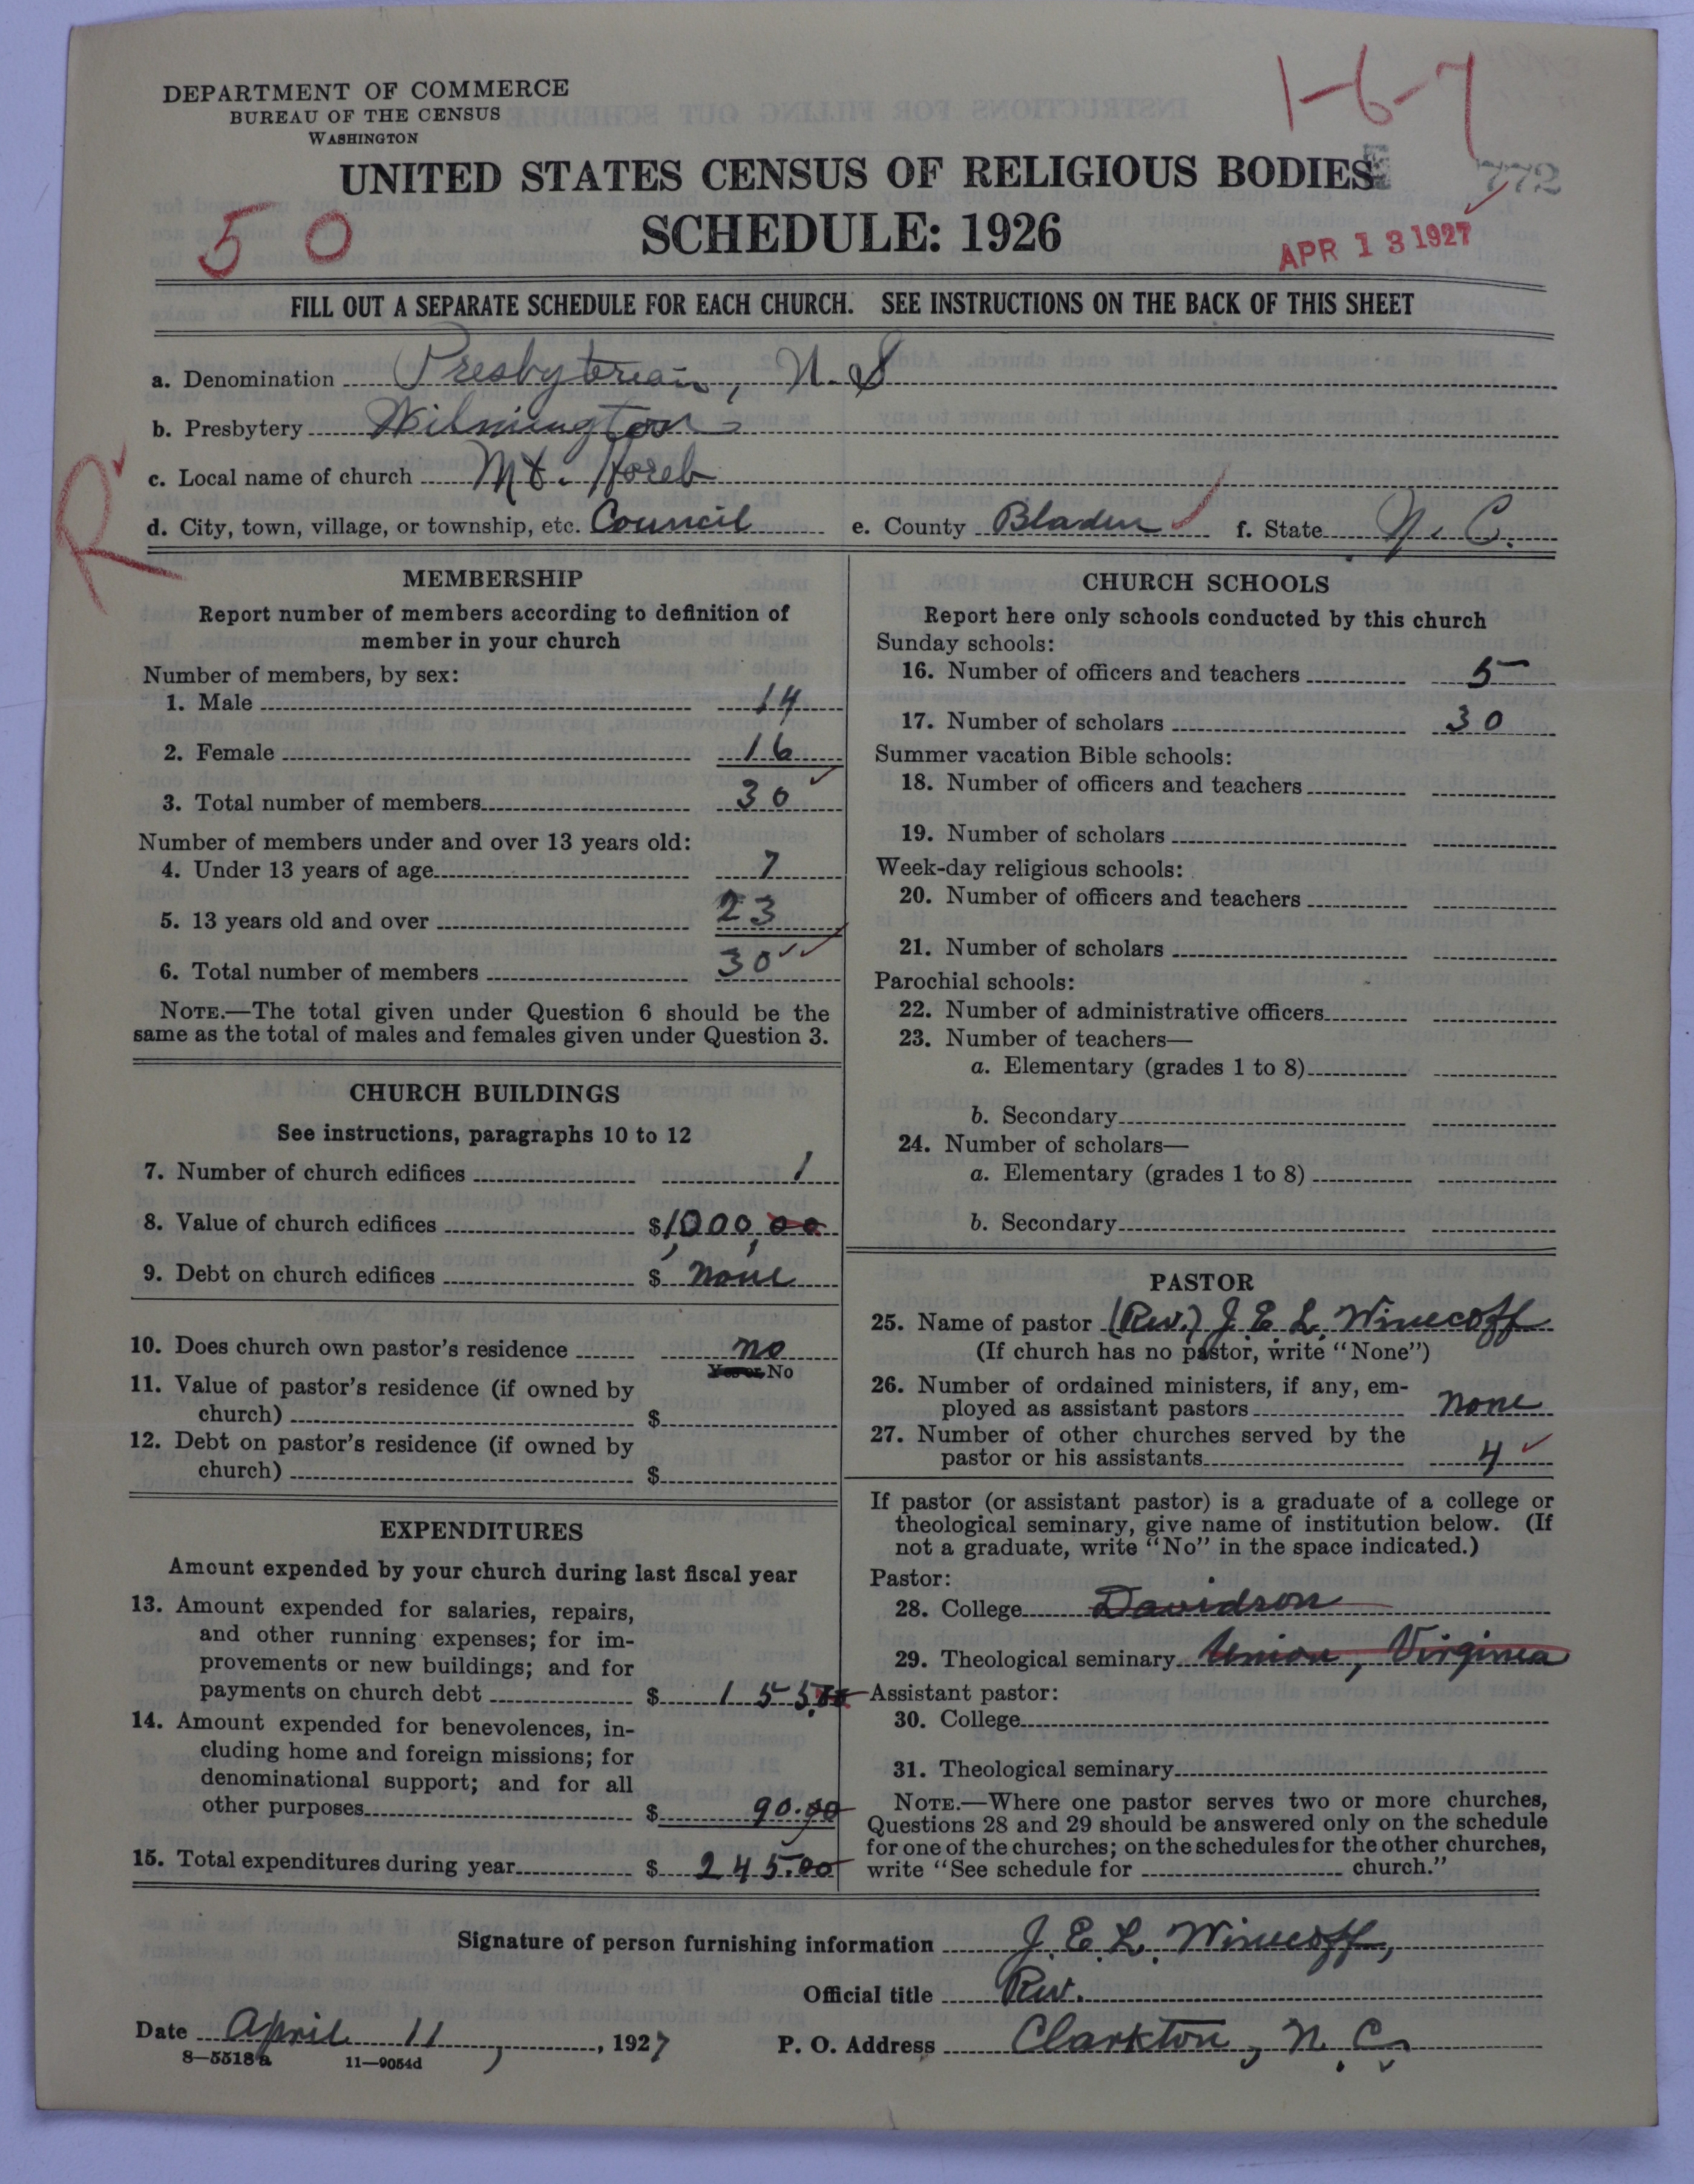 DEPARTMENT OF COMMERCE
BUREAU OF THE CENSUS
WASHINGTON
1-6-7
UNITED STATES CENSUS OF RELIGIOUS BODIES
772
50
SCHEDULE: 1926
APR 13 1927
FILL OUT A SEPARATE SCHEDULE FOR EACH CHURCH. SEE INSTRUCTIONS ON THE BACK OF THIS SHEET
a. Denomination Presbyterian, U. S
b. Presbytery Wilmington
c. Local name of church Mt. Horeb
R
d. City, town, village, or township, etc. Council e. County Bladen f. State N. C.
MEMBERSHIP
Report number of members according to definition of
member in your church
Number of members, by sex:
1. Male 14
2. Female 16
3. Total number of members 30
Number of members under and over 13 years old:
4. Under 13 years of age 7
5. 13 years old and over 23
6. Total number of members 30
NOTE.—The total given under Question 6 should be the
same as the total of males and females given under Question 3.
CHURCH BUILDINGS
See instructions, paragraphs 10 to 12
7. Number of church edifices 1
8. Value of church edifices $1,000,00
9. Debt on church edifices $ none
10. Does church own pastor's residence no
Yes or No
11. Value of pastor's residence (if owned by
church) $
12. Debt on pastor's residence (if owned by
church) $
EXPENDITURES
Amount expended by your church during last fiscal year
13. Amount expended for salaries, repairs,
and other running expenses; for im-
provements or new buildings; and for
payments on church debt $ 155.
14. Amount expended for benevolences, in-
cluding home and foreign missions; for
denominational support; and for all
other purposes $ 90.00
15. Total expenditures during year $ 245.00
CHURCH SCHOOLS
Report here only schools conducted by this church
Sunday schools:
16. Number of officers and teachers 5
17. Number of scholars 30
Summer vacation Bible schools:
18. Number of officers and teachers
19. Number of scholars
Week-day religious schools:
20. Number of officers and teachers
21. Number of scholars
Parochial schools:
22. Number of administrative officers
23. Number of teachers—
a. Elementary (grades 1 to 8)
b. Secondary
24. Number of scholars—
a. Elementary (grades 1 to 8)
b. Secondary
PASTOR
25. Name of pastor (Rev.) J. E. L. Winecoff
(If church has no pastor, write "None")
26. Number of ordained ministers, if any, em-
ployed as assistant pastors none
27. Number of other churches served by the
pastor or his assistants 4
If pastor (or assistant pastor) is a graduate of a college or
theological seminary, give name of institution below. (If
not a graduate, write "No" in the space indicated.)
Pastor:
28. College Davidson
29. Theological seminary Union, Virginia
Assistant pastor:
30. College
31. Theological seminary
NOTE.—Where one pastor serves two or more churches,
Questions 28 and 29 should be answered only on the schedule
for one of the churches; on the schedules for the other churches,
write "See schedule for church."
Signature of person furnishing information J. E. L. Winecoff,
Official title Rev.
Date April 11, 1927 P. O. Address Clarkton, N. C.
8-5518a 11-9054d